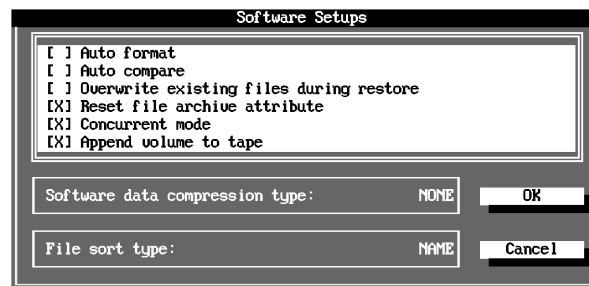 Software Setups
[ ] Auto format
[ ] Auto compare
[ ] Overwrite existing files during restore
[X] Reset file archive attribute
[X] Concurrent mode
[X] Append volume to tape
Software data compression type: NONE
OK
File sort type: NAME
Cancel